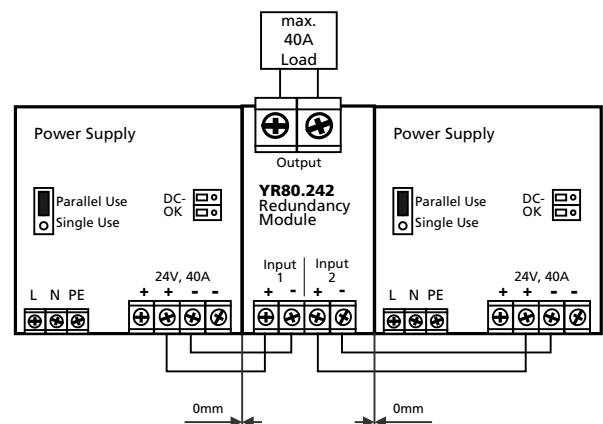 max.
40A
Load
Power Supply
Parallel Use
Single Use
DC-
OK
24V, 40A
L N PE
+ + - -
Output
YR80.242
Redundancy
Module
Input
1
Input
2
+ - + -
Power Supply
Parallel Use
Single Use
DC-
OK
24V, 40A
L N PE
+ + - -
0mm
0mm